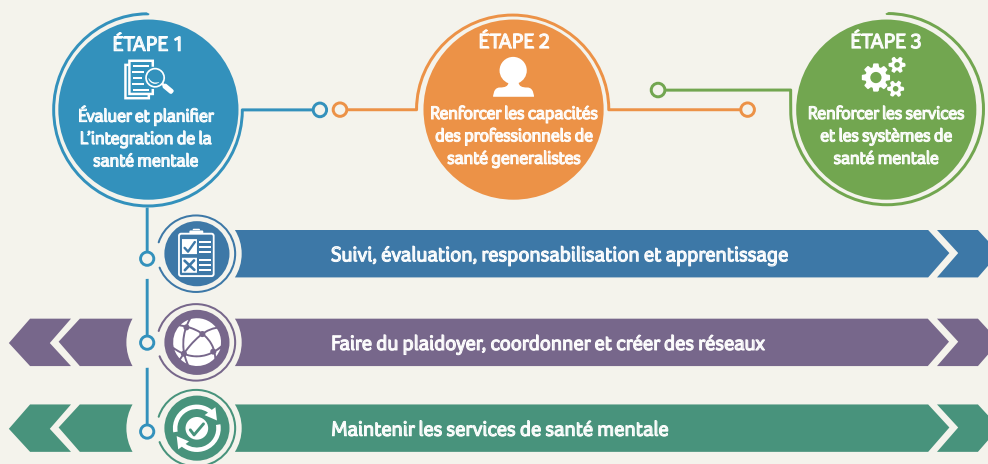 ÉTAPE 1
Évaluer et planifier
L'integration de la
santé mentale
ÉTAPE 2
Renforcer les capacités
des professionnels de
santé generalistes
ÉTAPE 3
Renforcer les services
et les systèmes de
santé mentale
Suivi, évaluation, responsabilisation et apprentissage
Faire du plaidoyer, coordonner et créer des réseaux
Maintenir les services de santé mentale